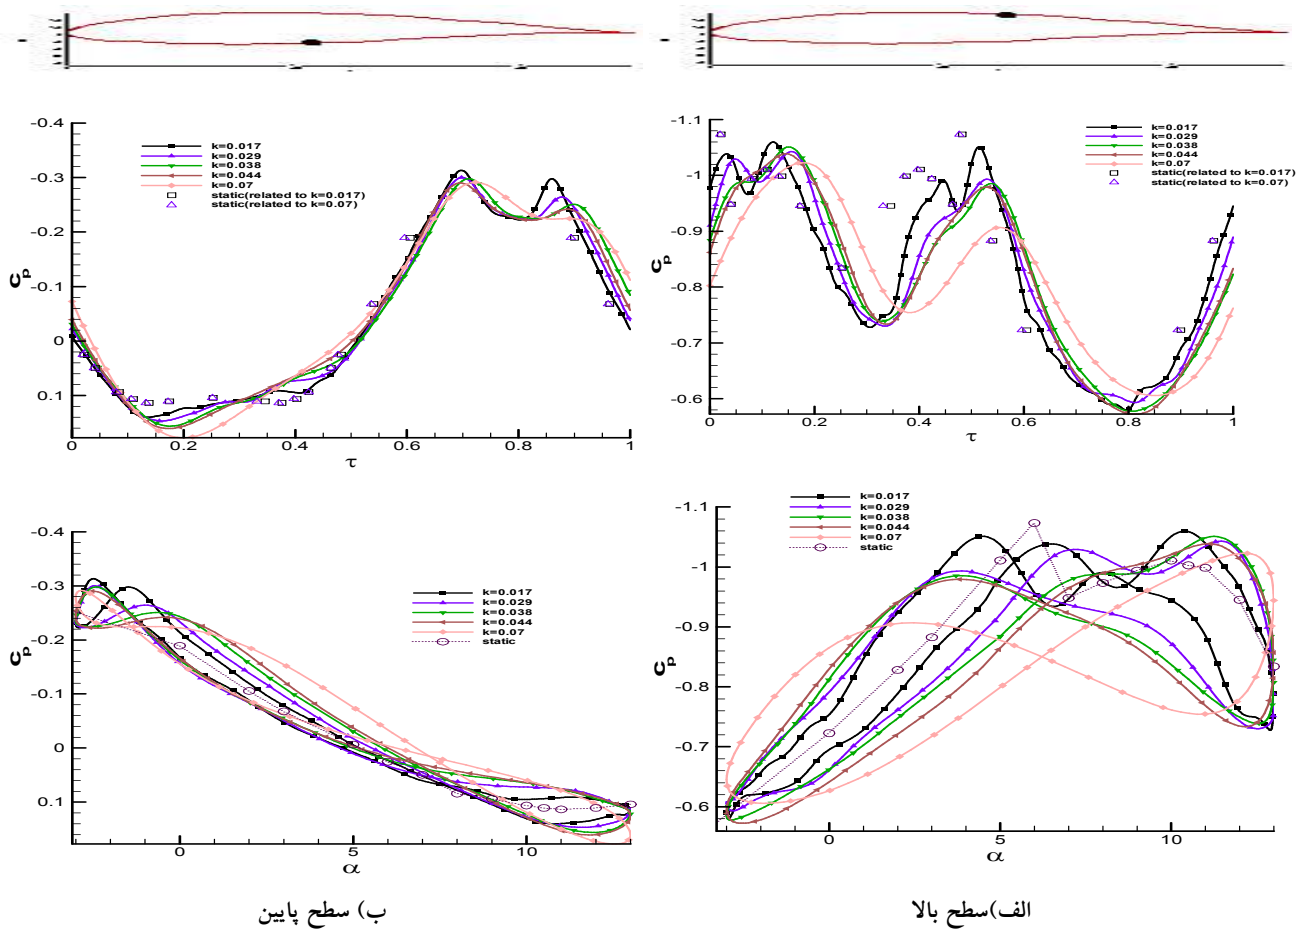 -0.4
-0.3
-0.2
-0.1
0
0.1
c_p
k=0.017
k=0.029
k=0.038
k=0.044
k=0.07
static(related to k=0.017)
static(related to k=0.07)
0 0.2 0.4 0.6 0.8 1
τ
-1.1
-1
-0.9
-0.8
-0.7
-0.6
c_p
k=0.017
k=0.029
k=0.038
k=0.044
k=0.07
static(related to k=0.017)
static(related to k=0.07)
0 0.2 0.4 0.6 0.8 1
τ
-0.4
-0.3
-0.2
-0.1
0
0.1
c_p
k=0.017
k=0.029
k=0.038
k=0.044
k=0.07
static
0 5 10
α
-1.1
-1
-0.9
-0.8
-0.7
-0.6
c_p
k=0.017
k=0.029
k=0.038
k=0.044
k=0.07
static
0 5 10
α
الف)سطح بالا
ب) سطح پایین